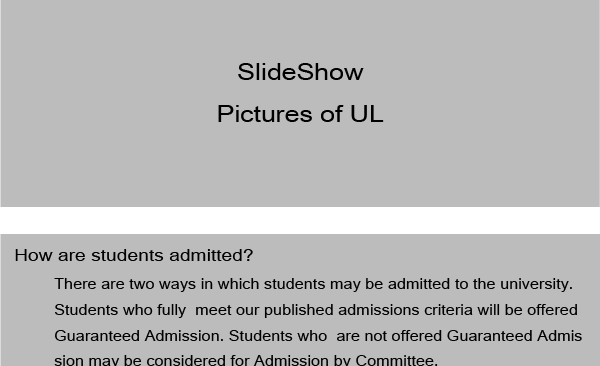 SlideShow
Pictures of UL
How are students admitted?
There are two ways in which students may be admitted to the university.
Students who fully  meet our published admissions criteria will be offered
Guaranteed Admission. Students who  are not offered Guaranteed Admis
sion may be considered for Admission by Committee.